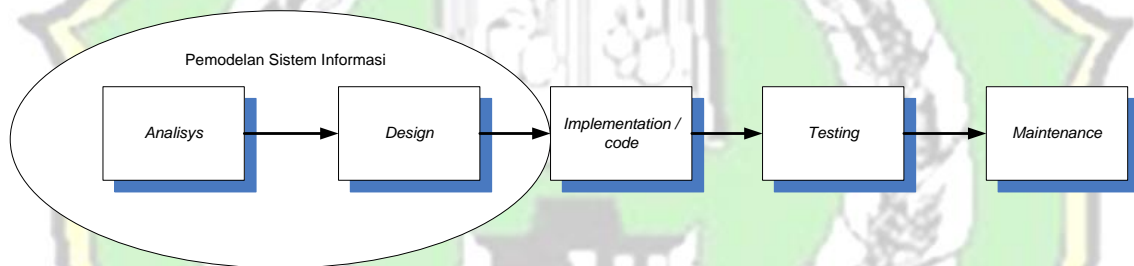 Pemodelan Sistem Informasi
Analisys
Design
Implementation /
code
Testing
Maintenance